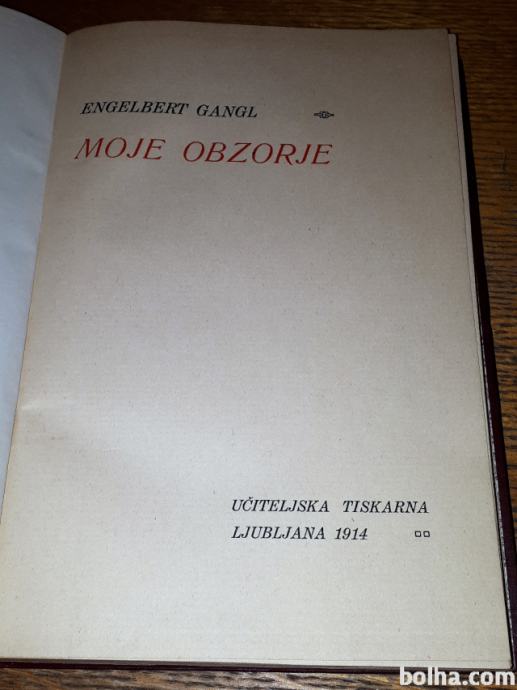 ENGELBERT GANGL
MOJE OBZORJE
UČITELJSKA TISKARNA
LJUBLJANA 1914
bolha.com